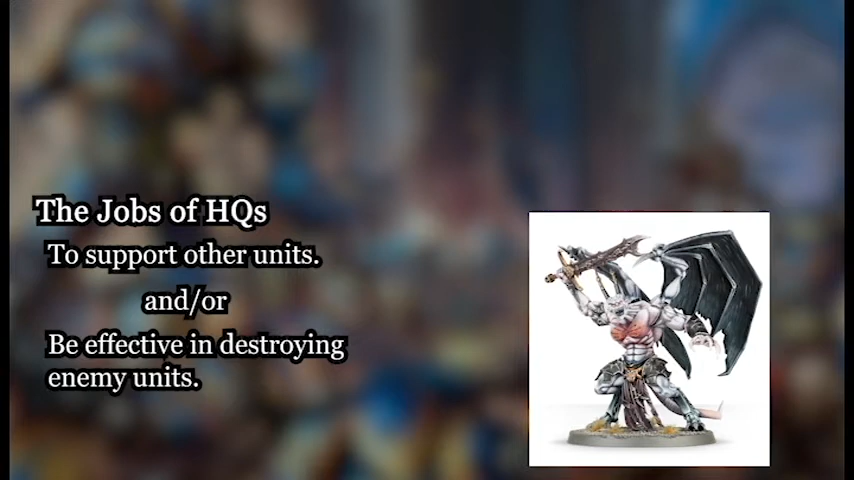 The Jobs of HQs
To support other units.
and/or
Be effective in destroying
enemy units.